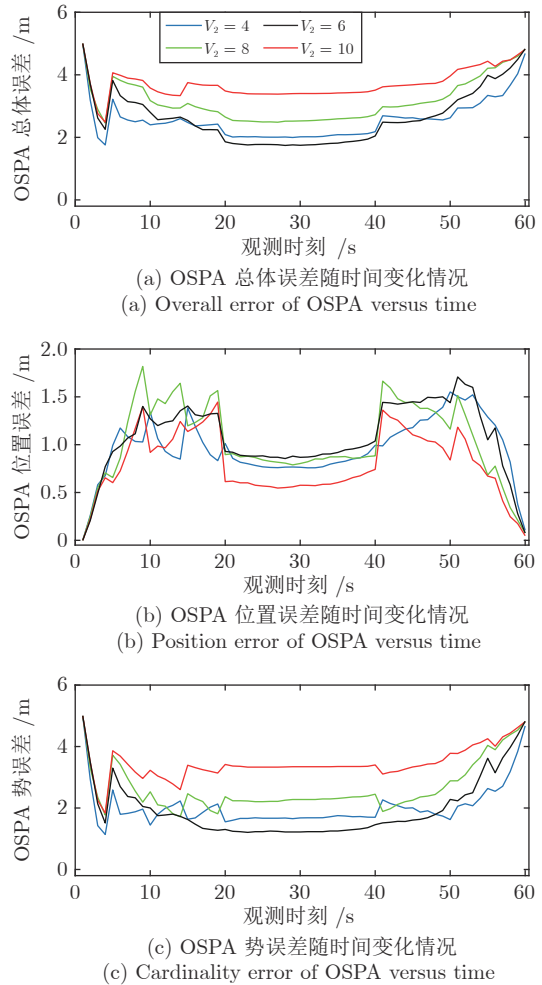 OSPA 总体误差 /m
6
4
2
0
V₂ = 4
V₂ = 6
V₂ = 8
V₂ = 10
0 10 20 30 40 50 60
观测时刻 /s
(a) OSPA 总体误差随时间变化情况
(a) Overall error of OSPA versus time
OSPA 位置误差 /m
2.0
1.5
1.0
0.5
0
0 10 20 30 40 50 60
观测时刻 /s
(b) OSPA 位置误差随时间变化情况
(b) Position error of OSPA versus time
OSPA 势误差 /m
6
4
2
0
0 10 20 30 40 50 60
观测时刻 /s
(c) OSPA 势误差随时间变化情况
(c) Cardinality error of OSPA versus time